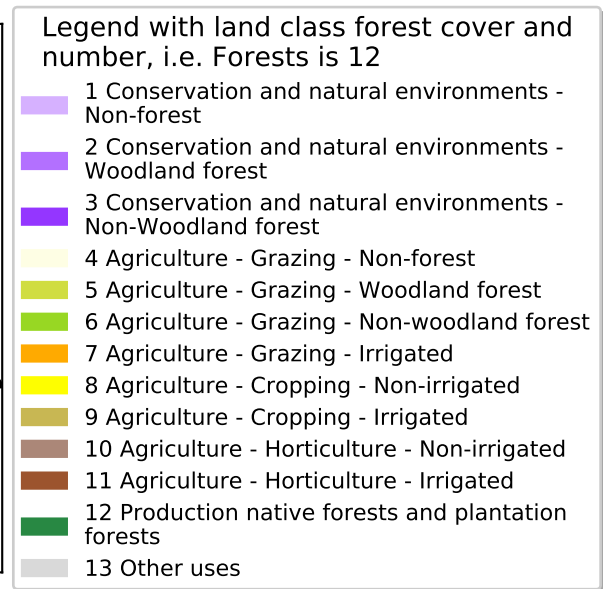 Legend with land class forest cover and
number, i.e. Forests is 12
1 Conservation and natural environments -
Non-forest
2 Conservation and natural environments -
Woodland forest
3 Conservation and natural environments -
Non-Woodland forest
4 Agriculture - Grazing - Non-forest
5 Agriculture - Grazing - Woodland forest
6 Agriculture - Grazing - Non-woodland forest
7 Agriculture - Grazing - Irrigated
8 Agriculture - Cropping - Non-irrigated
9 Agriculture - Cropping - Irrigated
10 Agriculture - Horticulture - Non-irrigated
11 Agriculture - Horticulture - Irrigated
12 Production native forests and plantation
forests
13 Other uses